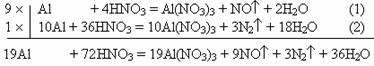 9 × | Al + 4HNO₃ = Al(NO₃)₃ + NO↑ + 2H₂O (1)
1 × | 10Al + 36HNO₃ = 10Al(NO₃)₃ + 3N₂↑ + 18H₂O (2)
19Al + 72HNO₃ = 19Al(NO₃)₃ + 9NO↑ + 3N₂↑ + 36H₂O